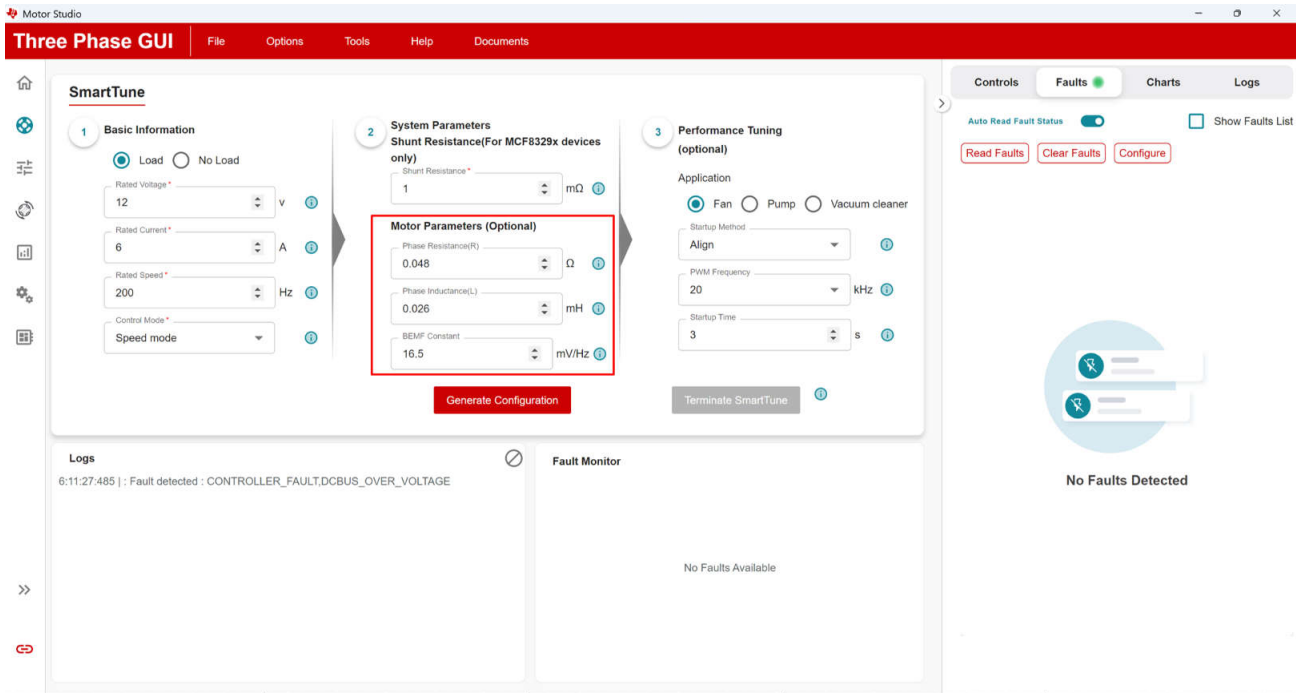 Motor Studio
Three Phase GUI
File
Options
Tools
Help
Documents
SmartTune
1
Basic Information
Load
No Load
Rated Voltage *
12
V
Rated Current *
6
A
Rated Speed *
200
Hz
Control Mode *
Speed mode
2
System Parameters
Shunt Resistance(For MCF8329x devices
only)
Shunt Resistance *
1
mΩ
Motor Parameters (Optional)
Phase Resistance(R)
0.048
Ω
Phase Inductance(L)
0.026
mH
BEMF Constant
16.5
mV/Hz
3
Performance Tuning
(optional)
Application
Fan
Pump
Vacuum cleaner
Startup Method
Align
PWM Frequency
20
kHz
Startup Time
3
s
Generate Configuration
Terminate SmartTune
Logs
6:11:27:485 | : Fault detected : CONTROLLER_FAULT,DCBUS_OVER_VOLTAGE
Fault Monitor
No Faults Available
Controls
Faults
Charts
Logs
Auto Read Fault Status
Show Faults List
Read Faults
Clear Faults
Configure
No Faults Detected